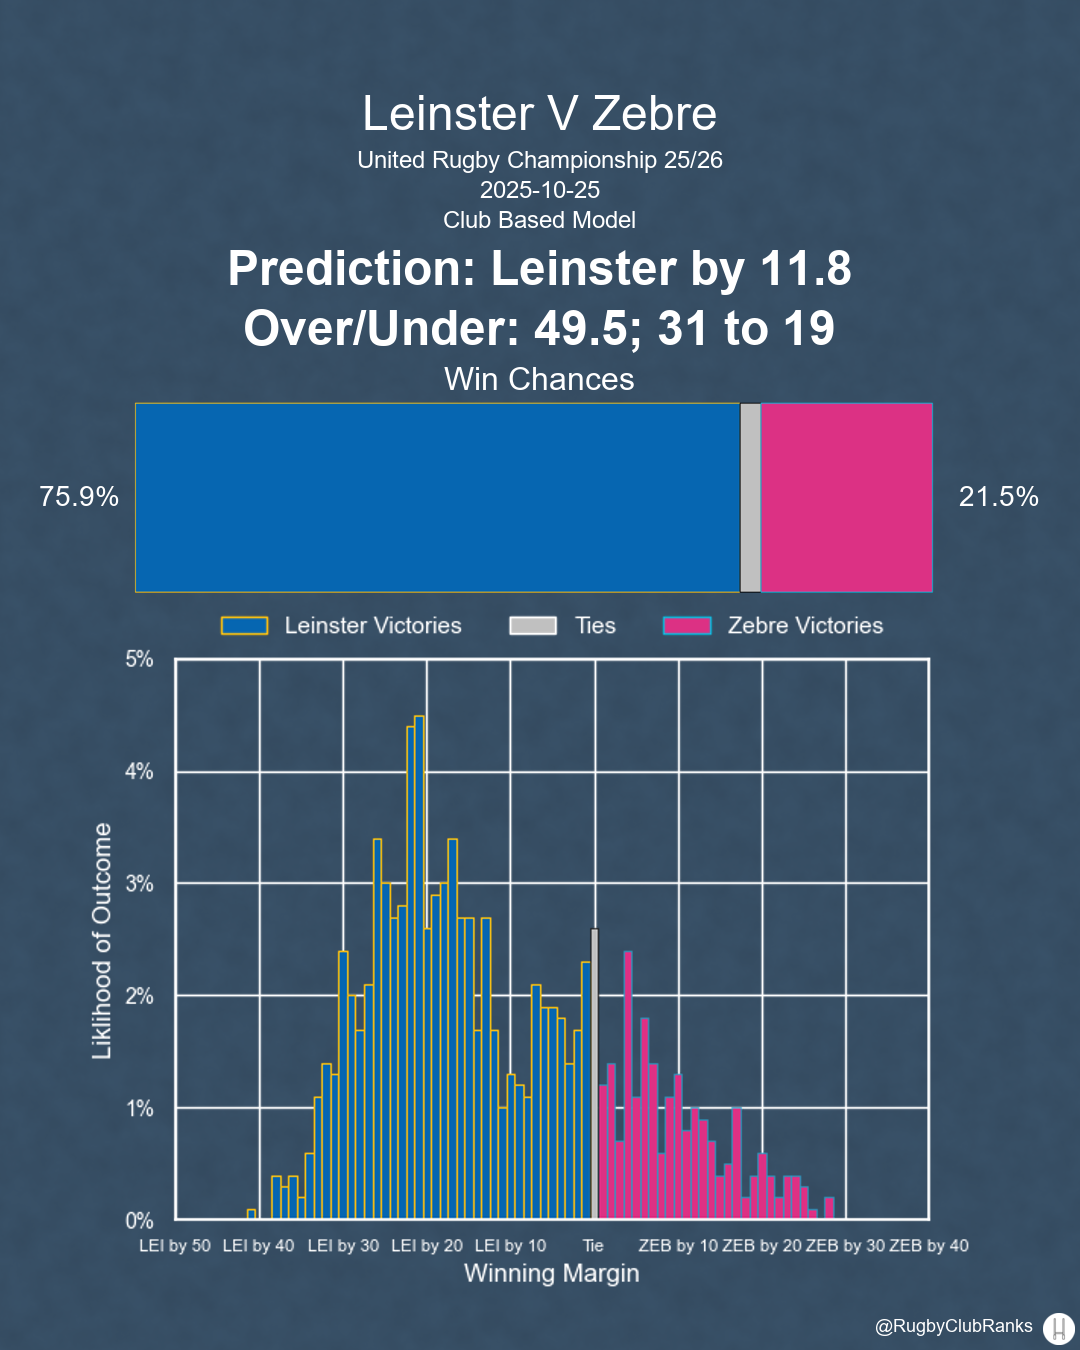 Leinster V Zebre
United Rugby Championship 25/26
2025-10-25
Club Based Model
Prediction: Leinster by 11.8
Over/Under: 49.5; 31 to 19
Win Chances
75.9%
21.5%
Leinster Victories
Ties
Zebre Victories
5%
4%
3%
2%
1%
0%
Liklihood of Outcome
LEI by 50 LEI by 40 LEI by 30 LEI by 20 LEI by 10 Tie ZEB by 10 ZEB by 20 ZEB by 30 ZEB by 40
Winning Margin
@RugbyClubRanks